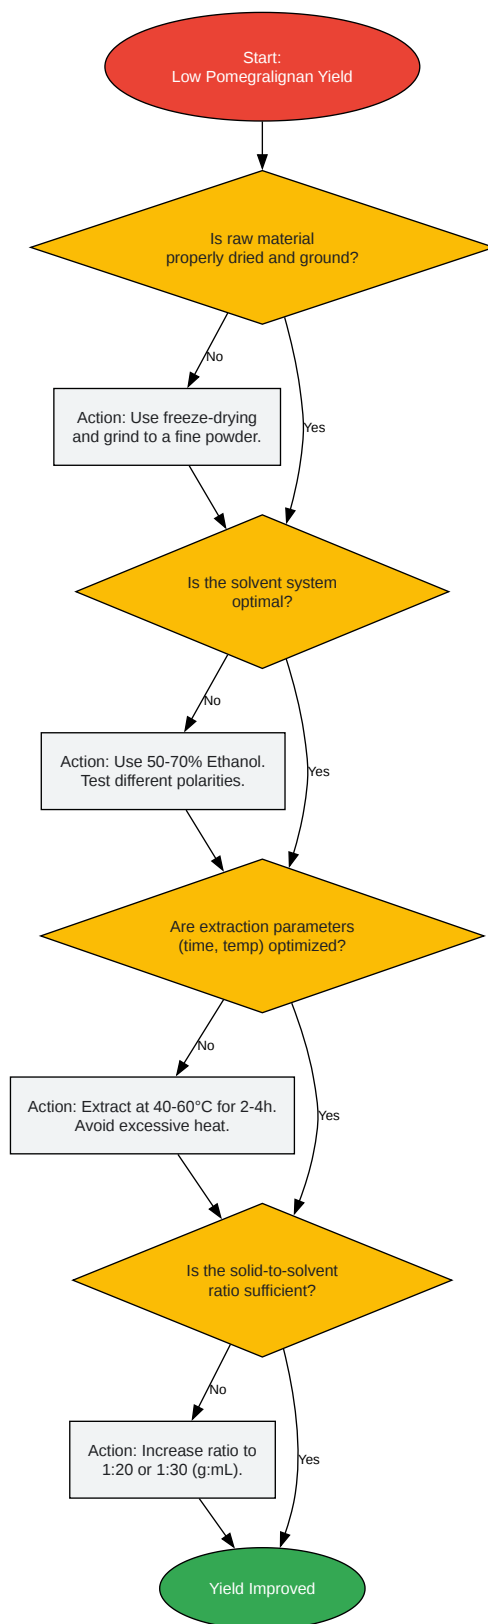 Start:
Low Pomegralignan Yield
Is raw material
properly dried and ground?
No
Action: Use freeze-drying
and grind to a fine powder.
Yes
Is the solvent system
optimal?
No
Action: Use 50-70% Ethanol.
Test different polarities.
Yes
Are extraction parameters
(time, temp) optimized?
No
Action: Extract at 40-60°C for 2-4h.
Avoid excessive heat.
Yes
Is the solid-to-solvent
ratio sufficient?
No
Action: Increase ratio to
1:20 or 1:30 (g:mL).
Yes
Yield Improved